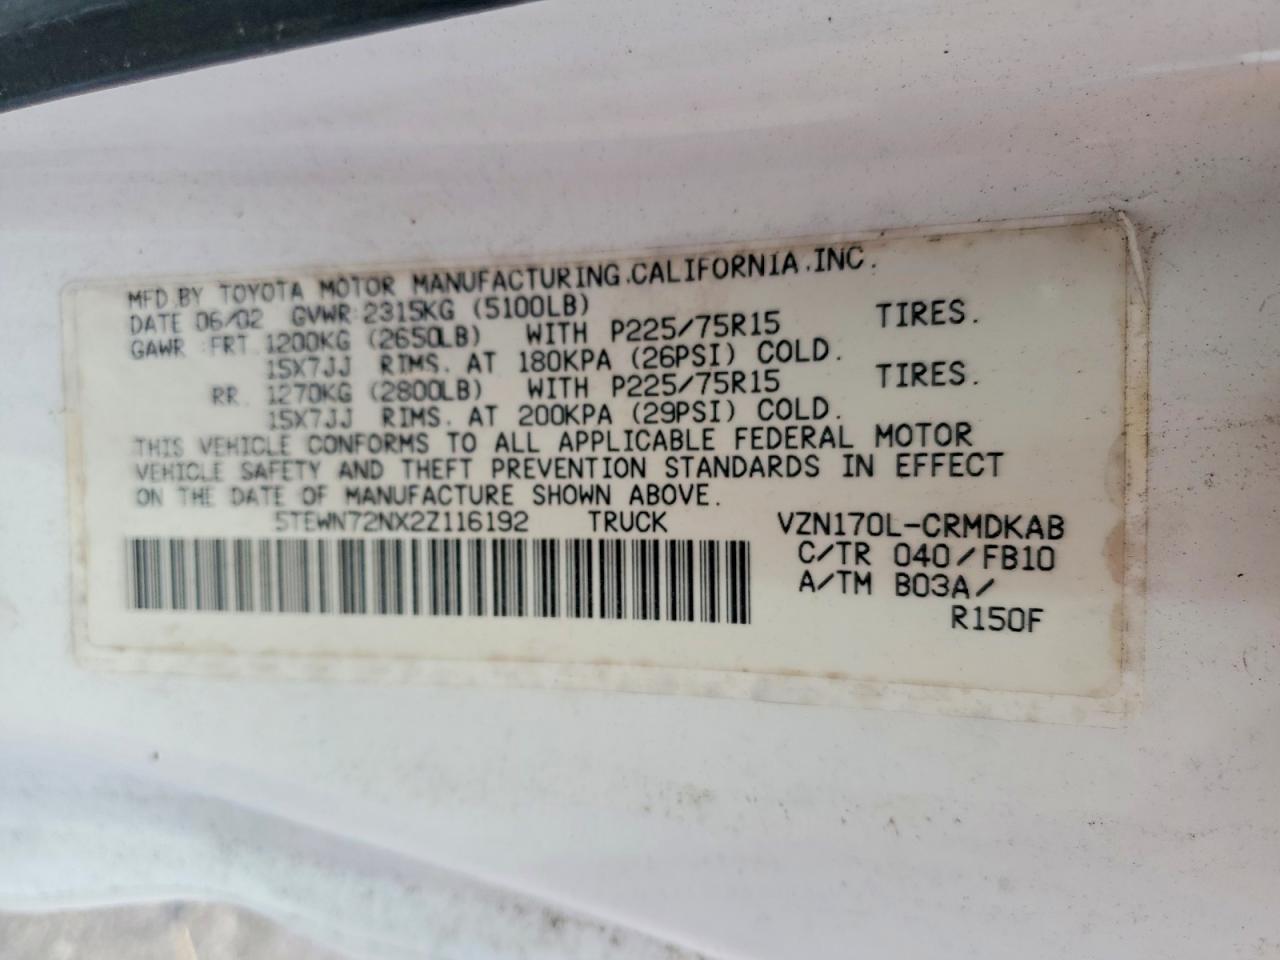 MFD.BY TOYOTA MOTOR MANUFACTURING.CALIFORNIA.INC.
DATE 06/02 GVWR:2315KG (5100LB)
GAWR :FRT. 1200KG (2650LB) WITH P225/75R15 TIRES.
15X7JJ RIMS. AT 180KPA (26PSI) COLD.
RR. 1270KG (2800LB) WITH P225/75R15 TIRES.
15X7JJ RIMS. AT 200KPA (29PSI) COLD.
THIS VEHICLE CONFORMS TO ALL APPLICABLE FEDERAL MOTOR
VEHICLE SAFETY AND THEFT PREVENTION STANDARDS IN EFFECT
ON THE DATE OF MANUFACTURE SHOWN ABOVE.
5TEWN72NX2Z116192 TRUCK VZN170L-CRMDKAB
C/TR 040/FB10
A/TM B03A/
R150F